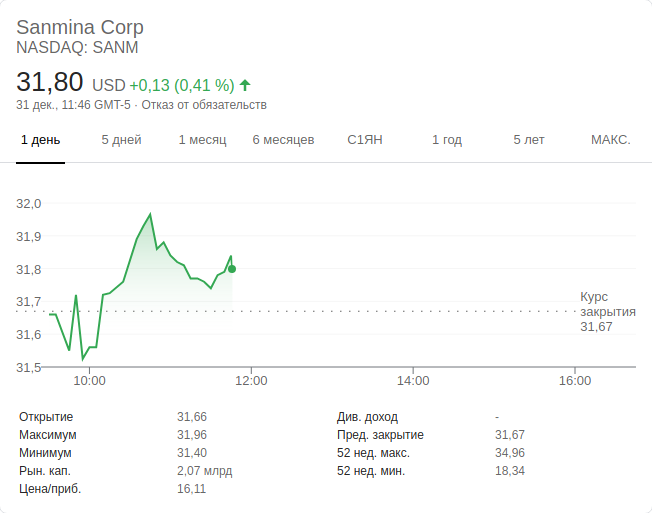 Sanmina Corp
NASDAQ: SANM
31,80 USD +0,13 (0,41 %)
31 дек., 11:46 GMT-5 · Отказ от обязательств
1 день 5 дней 1 месяц 6 месяцев С1ЯН 1 год 5 лет МАКС.
32,0
31,9
31,8
31,7
31,6
31,5
Курс
закрытия
31,67
10:00 12:00 14:00 16:00
Открытие 31,66 Див. доход -
Максимум 31,96 Пред. закрытие 31,67
Минимум 31,40 52 нед. макс. 34,96
Рын. кап. 2,07 млрд 52 нед. мин. 18,34
Цена/приб. 16,11